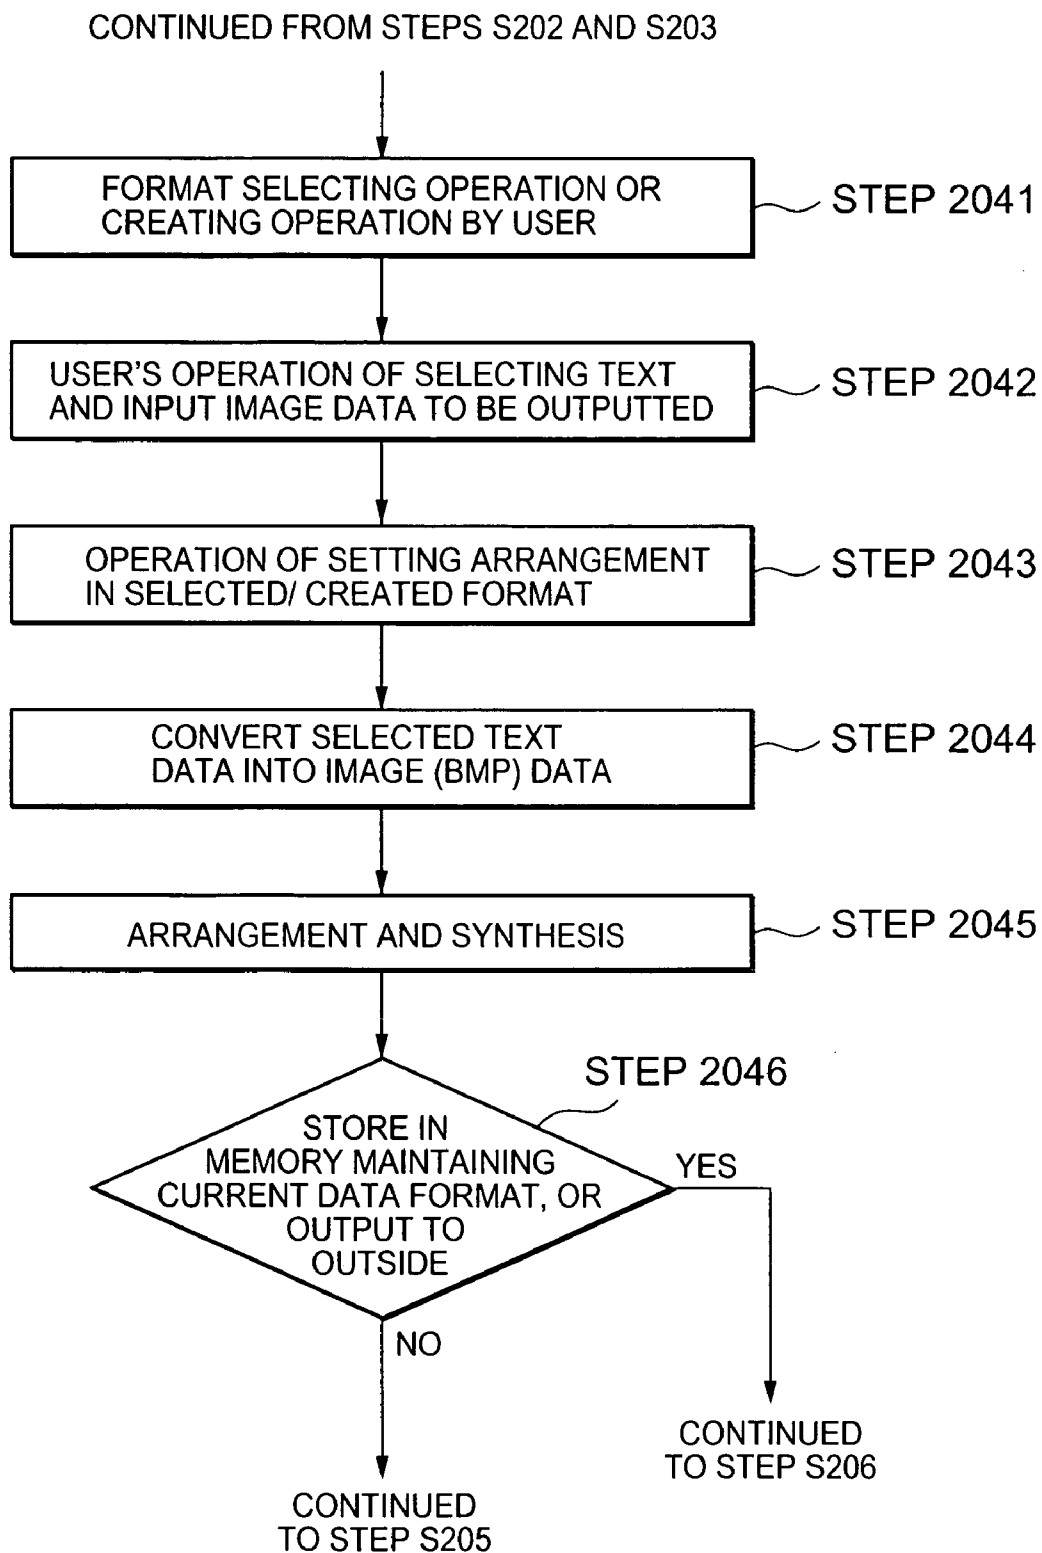 CONTINUED FROM STEPS S202 AND S203
FORMAT SELECTING OPERATION OR
CREATING OPERATION BY USER
STEP 2041
USER'S OPERATION OF SELECTING TEXT
AND INPUT IMAGE DATA TO BE OUTPUTTED
STEP 2042
OPERATION OF SETTING ARRANGEMENT
IN SELECTED/ CREATED FORMAT
STEP 2043
CONVERT SELECTED TEXT
DATA INTO IMAGE (BMP) DATA
STEP 2044
ARRANGEMENT AND SYNTHESIS
STEP 2045
STEP 2046
STORE IN
MEMORY MAINTAINING
CURRENT DATA FORMAT, OR
OUTPUT TO
OUTSIDE
YES
NO
CONTINUED
TO STEP S206
CONTINUED
TO STEP S205